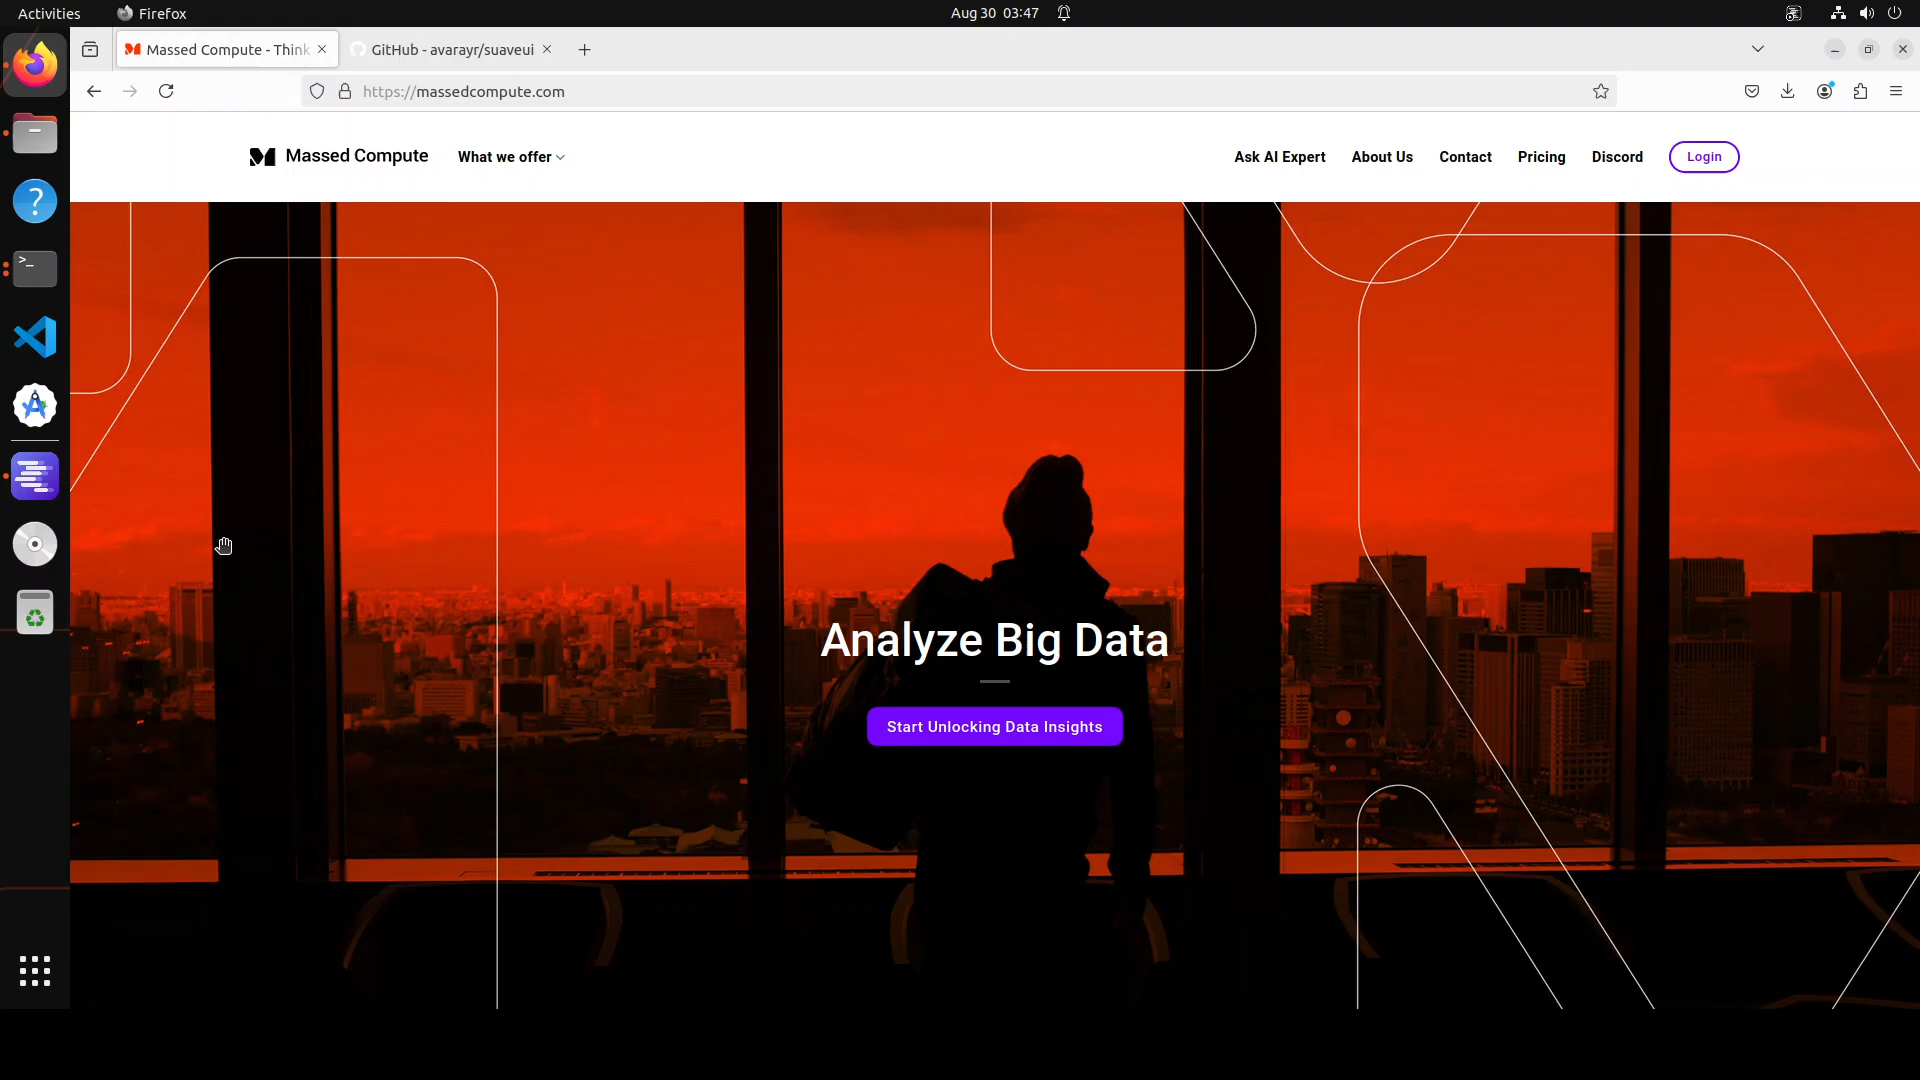 Activities
Firefox
Aug 30 03:47
Massed Compute - Think
GitHub - avarayr/suaveui
https://massedcompute.com
Massed Compute
What we offer
Ask AI Expert
About Us
Contact
Pricing
Discord
Login
Analyze Big Data
Start Unlocking Data Insights